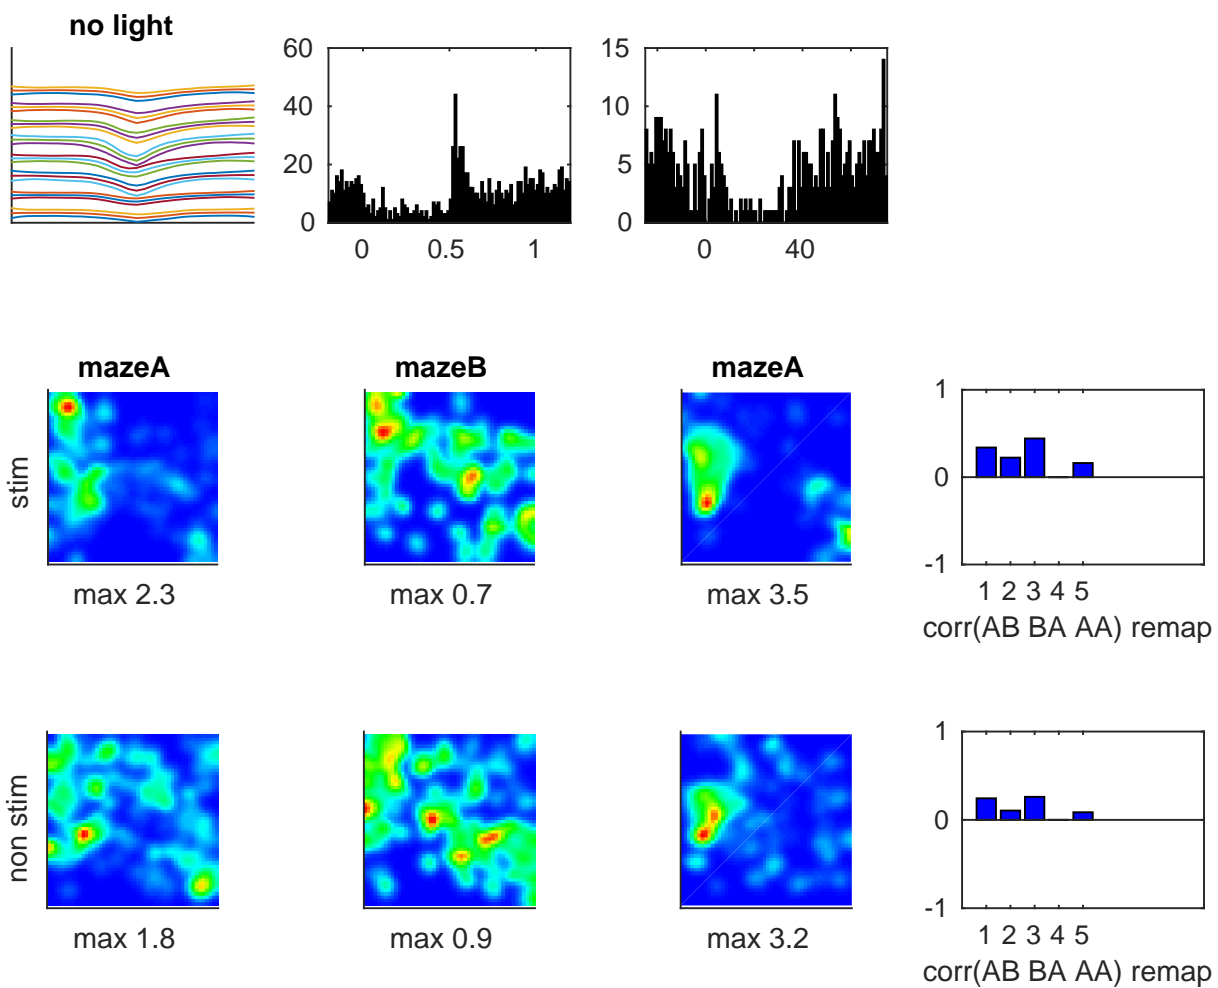 no light
60
40
20
0
0 0.5 1
15
10
5
0
0 40
mazeA mazeB mazeA
stim
max 2.3 max 0.7 max 3.5
1
0
-1
1 2 3 4 5
corr(AB BA AA) remap
non stim
max 1.8 max 0.9 max 3.2
1
0
-1
1 2 3 4 5
corr(AB BA AA) remap